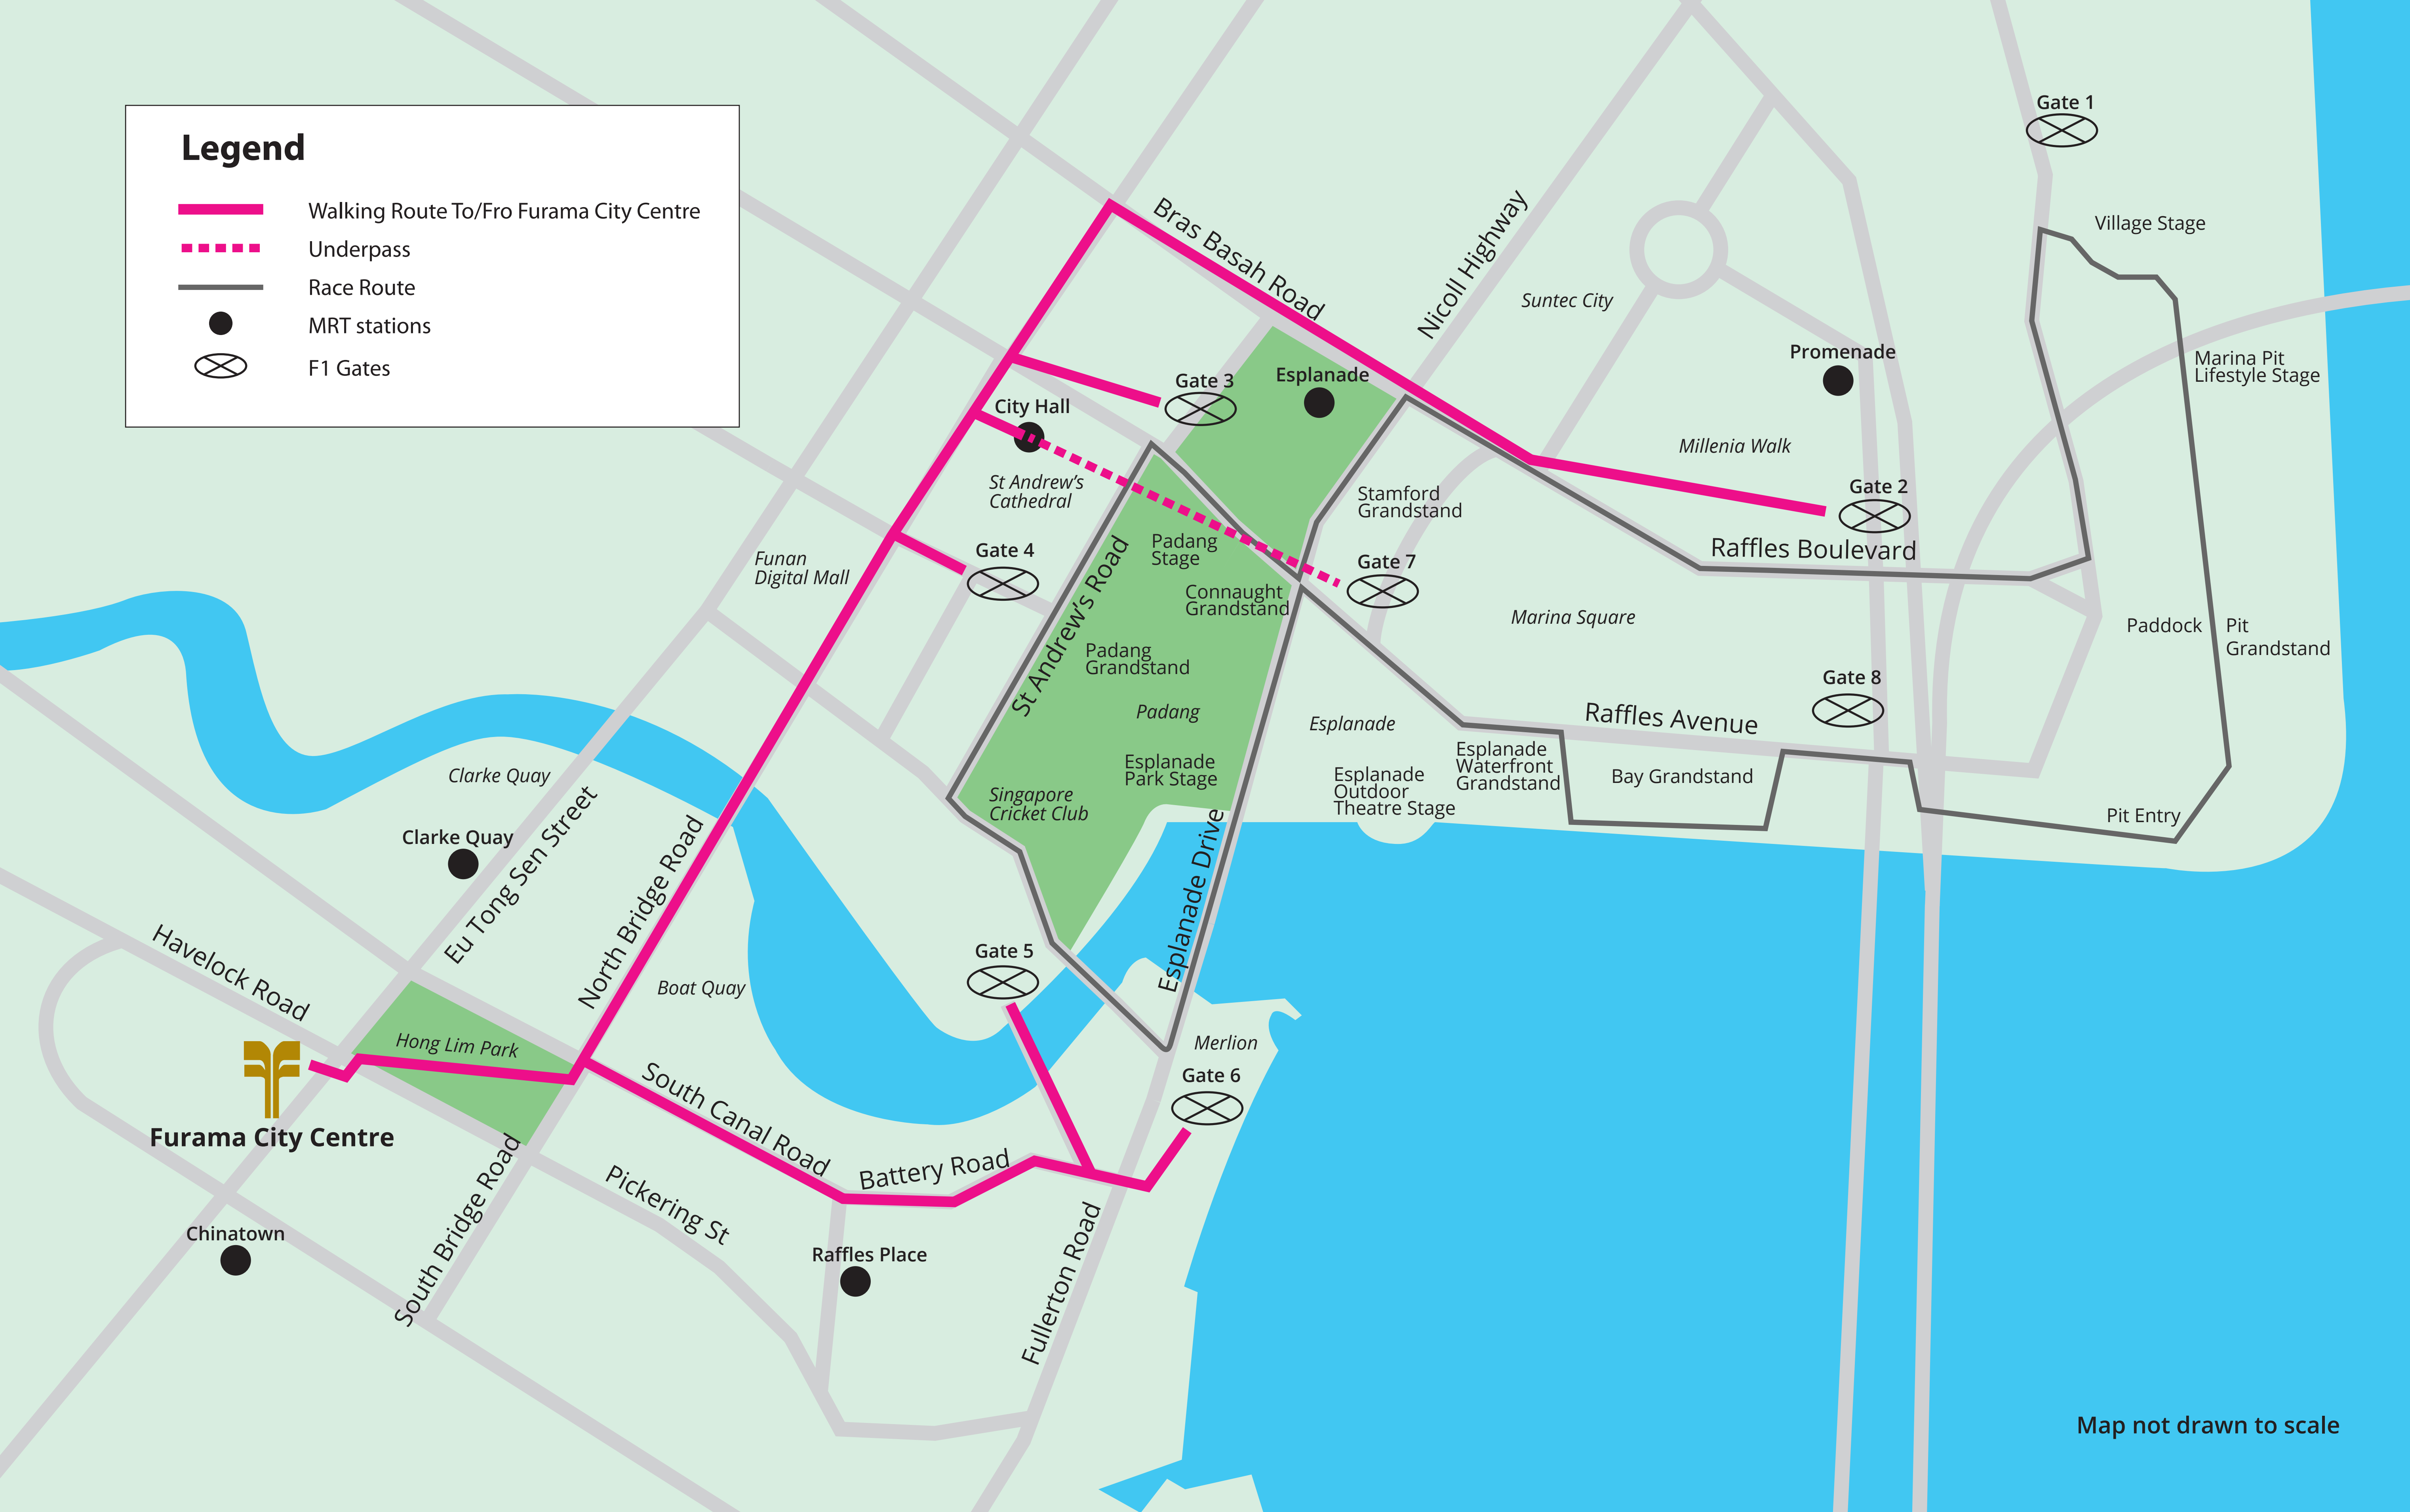 Legend
Walking Route To/Fro Furama City Centre
Underpass
Race Route
MRT stations
F1 Gates
Gate 1
Village Stage
Bras Basah Road
Nicoll Highway
Suntec City
Promenade
Marina Pit
Lifestyle Stage
Gate 3
Esplanade
City Hall
Millenia Walk
St Andrew's
Cathedral
Stamford
Grandstand
Gate 2
Raffles Boulevard
Gate 4
Funan
Digital Mall
Padang
Stage
Gate 7
Connaught
Grandstand
St Andrew's Road
Marina Square
Paddock
Pit
Grandstand
Padang
Grandstand
Gate 8
Padang
Esplanade
Raffles Avenue
Esplanade
Park Stage
Esplanade
Outdoor
Theatre Stage
Esplanade
Waterfront
Grandstand
Bay Grandstand
Pit Entry
Clarke Quay
Clarke Quay
Singapore
Cricket Club
Eu Tong Sen Street
North Bridge Road
Esplanade Drive
Havelock Road
Boat Quay
Gate 5
Hong Lim Park
Merlion
Gate 6
South Canal Road
Battery Road
Furama City Centre
Pickering St
South Bridge Road
Chinatown
Raffles Place
Fullerton Road
Map not drawn to scale